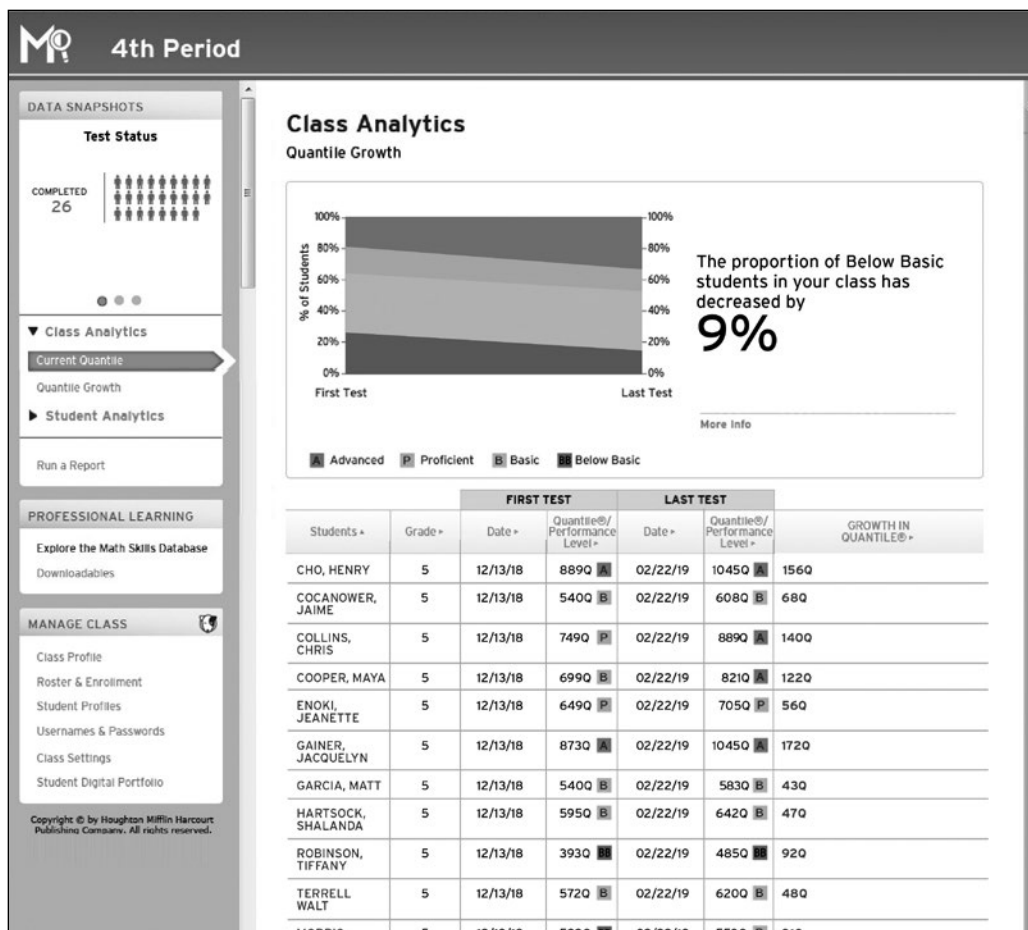 4th Period
DATA SNAPSHOTS
Test Status
COMPLETED
26
▼ Class Analytics
Current Quantile
Quantile Growth
▶ Student Analytics
Run a Report
PROFESSIONAL LEARNING
Explore the Math Skills Database
Downloadables
MANAGE CLASS
Class Profile
Roster & Enrollment
Student Profiles
Usernames & Passwords
Class Settings
Student Digital Portfolio
Copyright © by Houghton Mifflin Harcourt
Publishing Company. All rights reserved.
Class Analytics
Quantile Growth
% of Students
100% 100%
80% 80%
60% 60%
40% 40%
20% 20%
0% 0%
First Test Last Test
The proportion of Below Basic
students in your class has
decreased by
9%
More Info
A Advanced P Proficient B Basic BB Below Basic
FIRST TEST LAST TEST
Students Grade Date Quantile®/ Performance Level Date Quantile®/ Performance Level GROWTH IN QUANTILE®
CHO, HENRY 5 12/13/18 889Q A 02/22/19 1045Q A 156Q
COCANOWER, JAIME 5 12/13/18 540Q B 02/22/19 608Q B 68Q
COLLINS, CHRIS 5 12/13/18 749Q P 02/22/19 889Q A 140Q
COOPER, MAYA 5 12/13/18 699Q B 02/22/19 821Q A 122Q
ENOKI, JEANETTE 5 12/13/18 649Q P 02/22/19 705Q P 56Q
GAINER, JACQUELYN 5 12/13/18 873Q A 02/22/19 1045Q A 172Q
GARCIA, MATT 5 12/13/18 540Q B 02/22/19 583Q B 43Q
HARTSOCK, SHALANDA 5 12/13/18 595Q B 02/22/19 642Q B 47Q
ROBINSON, TIFFANY 5 12/13/18 393Q BB 02/22/19 485Q BB 92Q
TERRELL WALT 5 12/13/18 572Q B 02/22/19 620Q B 48Q